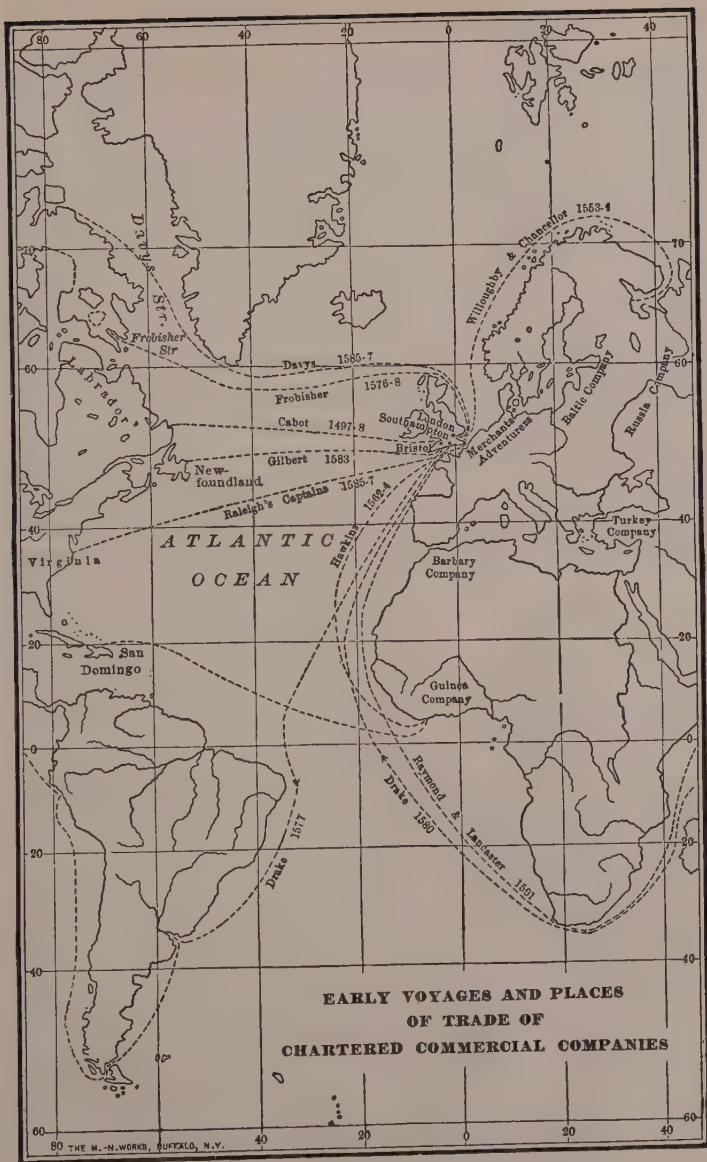 80 60 40 20 0 20 40
Davys Str.
Willoughby & Chancellor 1553-4
70
70
Frobisher
Str
Labrador
60
Davys 1585-7
60
Frobisher 1576-8
Cabot 1497-8
London
Southampton
Bristol
Merchants
Adventurers
Baltic Company
Russia Company
Gilbert 1583
New-
foundland
Raleigh's Captains 1585-7
Hawkins 1562-4
40
40
Turkey
Company
Virginia
ATLANTIC
OCEAN
Barbary
Company
20
20
San
Domingo
Guinea
Company
0
0
Drake 1577
Drake 1580
Raymond & Lancaster 1591
20
20
40
40
EARLY VOYAGES AND PLACES
OF TRADE OF
CHARTERED COMMERCIAL COMPANIES
60
60
80 THE M.-N.WORKS, BUFFALO, N.Y. 40 20 0 20 40